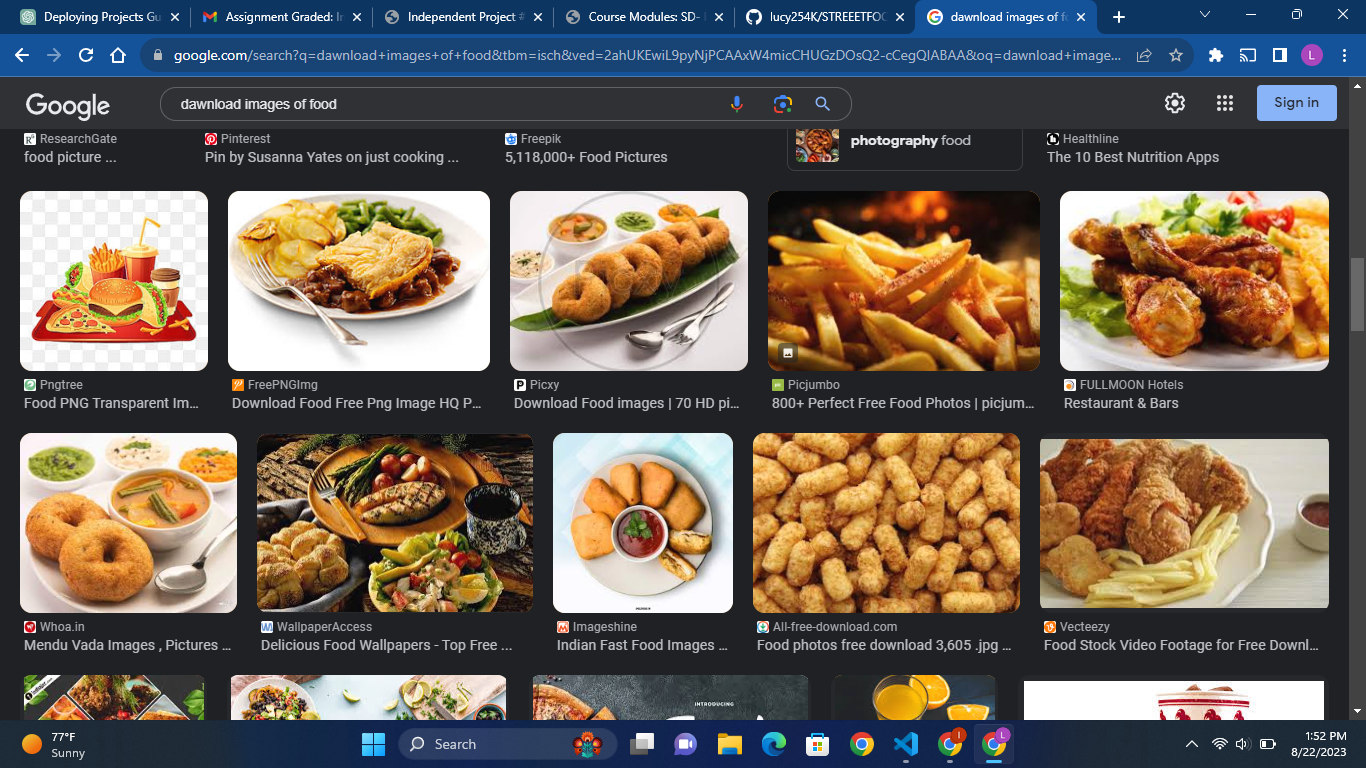 Deploying Projects Gu
Assignment Graded: In
Independent Project #
Course Modules: SD-
lucy254K/STREEETFOO
dawnload images of fo
google.com/search?q=dawnload+images+of+food&tbm=isch&ved=2ahUKEwiL9pyNjPCAAxW4micCHUGzDOsQ2-cCegQIABAA&oq=dawnload+image...
L
Google
dawnload images of food
Sign in
ResearchGate
food picture ...
Pinterest
Pin by Susanna Yates on just cooking ...
Freepik
5,118,000+ Food Pictures
photography food
Healthline
The 10 Best Nutrition Apps
Pngtree
Food PNG Transparent Im...
FreePNGImg
Download Food Free Png Image HQ P...
Picxy
Download Food images | 70 HD pi...
Picjumbo
800+ Perfect Free Food Photos | picjum...
FULLMOON Hotels
Restaurant & Bars
Whoa.in
Mendu Vada Images , Pictures ...
WallpaperAccess
Delicious Food Wallpapers - Top Free ...
Imageshine
Indian Fast Food Images ...
All-free-download.com
Food photos free download 3,605 .jpg ...
Vecteezy
Food Stock Video Footage for Free Downl...
INTRODUCING
77°F
Sunny
Search
I
L
1:52 PM
8/22/2023